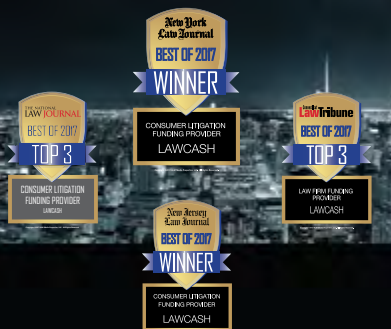 New York
Law Journal
BEST OF 2017
WINNER
CONSUMER LITIGATION
FUNDING PROVIDER
LAWCASH
THE NATIONAL
LAW JOURNAL
BEST OF 2017
TOP 3
CONSUMER LITIGATION
FUNDING PROVIDER
LAWCASH
LawTribune
BEST OF 2017
TOP 3
LAW FIRM FUNDING
PROVIDER
LAWCASH
New Jersey
Law Journal
BEST OF 2017
WINNER
CONSUMER LITIGATION
FUNDING PROVIDER
LAWCASH